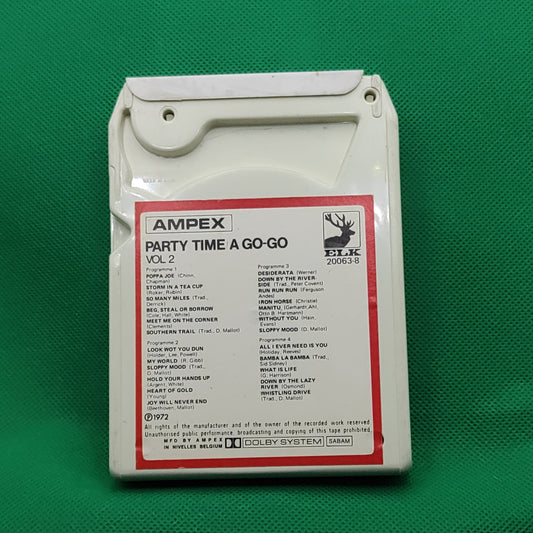 AMPEX
PARTY TIME A GO-GO
VOL 2
ELK
20063-8
Programme 1
POPPA JOE (Chinn,
Chapman)
STORM IN A TEA CUP
(Roker, Rubin)
SO MANY MILES (Trad.,
Derrick)
BEG, STEAL OR BORROW
(Cole, Hall, White)
MEET ME ON THE CORNER
(Clements)
SOUTHERN TRAIL (Trad., D. Mallot)
Programme 2
LOOK WOT YOU DUN
(Holder, Lee, Powell)
MY WORLD (R. Gibb)
SLOPPY MOOD (Trad.,
D. Mallot)
HOLD YOUR HANDS UP
(Argent, White)
HEART OF GOLD
(Young)
JOY WILL NEVER END
(Beethoven, Mallot)
Programme 3
DESIDERATA (Werner)
DOWN BY THE RIVER-
SIDE (Trad., Peter Covent)
RUN RUN RUN (Ferguson
Andes)
IRON HORSE (Christie)
MANITU (Gerhardt, Ahl,
Otto B. Hartmann)
WITHOUT YOU (Ham,
Evans)
SLOPPY MOOD (D. Mallot)
Programme 4
ALL I EVER NEED IS YOU
(Holiday, Reeves)
BAMBA LA BAMBA (Trad.,
Sid Sidney)
WHAT IS LIFE
(G. Harrison)
DOWN BY THE LAZY
RIVER (Osmond)
WHISTLING DRIVE
(Trad., D. Mallot)
Ⓟ1972
All rights of the manufacturer and of the owner of the recorded work reserved
Unauthorised public performance broadcasting and copying of this tape prohibited.
MFD BY AMPEX
IN NIVELLES BELGIUM
DOLBY SYSTEM
SABAM